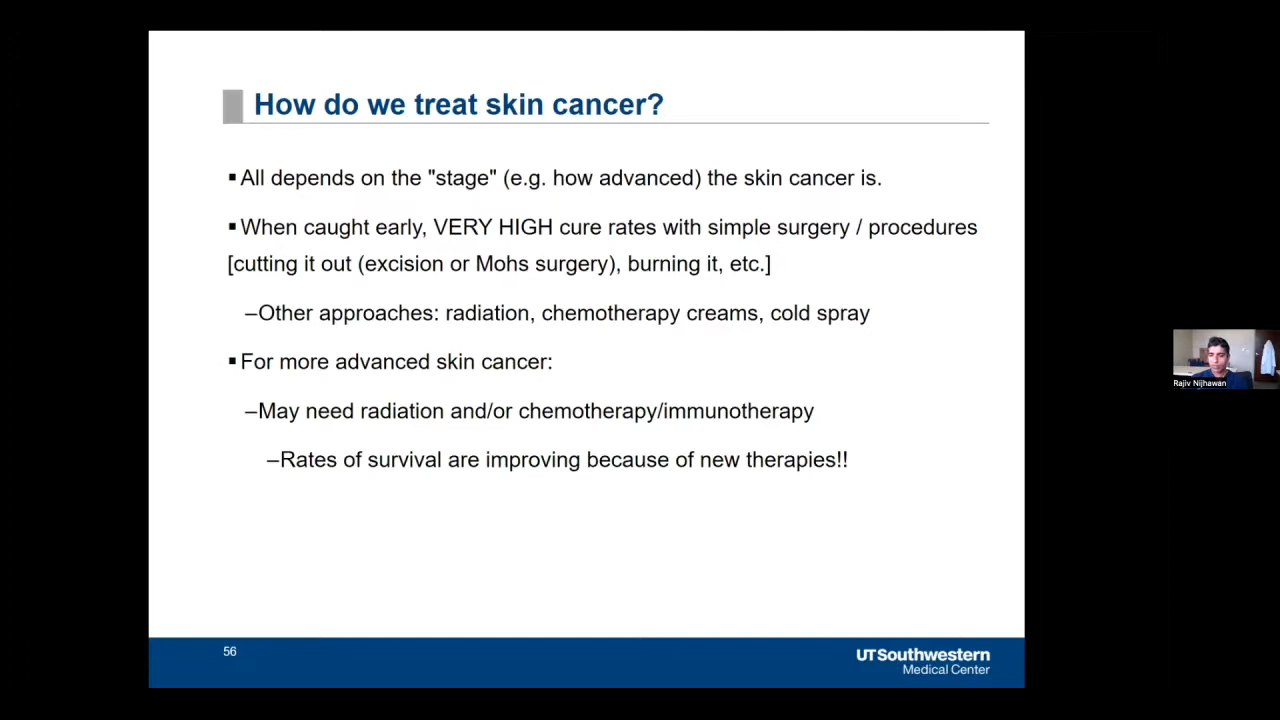 How do we treat skin cancer?
▪All depends on the "stage" (e.g. how advanced) the skin cancer is.
▪When caught early, VERY HIGH cure rates with simple surgery / procedures
[cutting it out (excision or Mohs surgery), burning it, etc.]
–Other approaches: radiation, chemotherapy creams, cold spray
▪For more advanced skin cancer:
–May need radiation and/or chemotherapy/immunotherapy
–Rates of survival are improving because of new therapies!!
Rajiv Nijhawan
56
UTSouthwestern
Medical Center